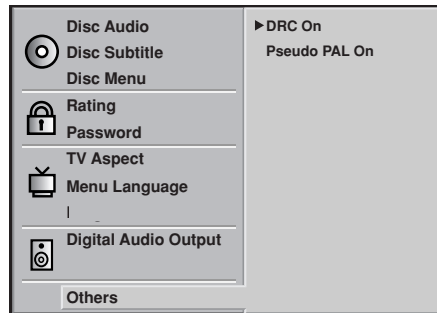 Disc Audio
Disc Subtitle
Disc Menu
Rating
Password
TV Aspect
Menu Language
Digital Audio Output
Others
DRC On
Pseudo PAL On